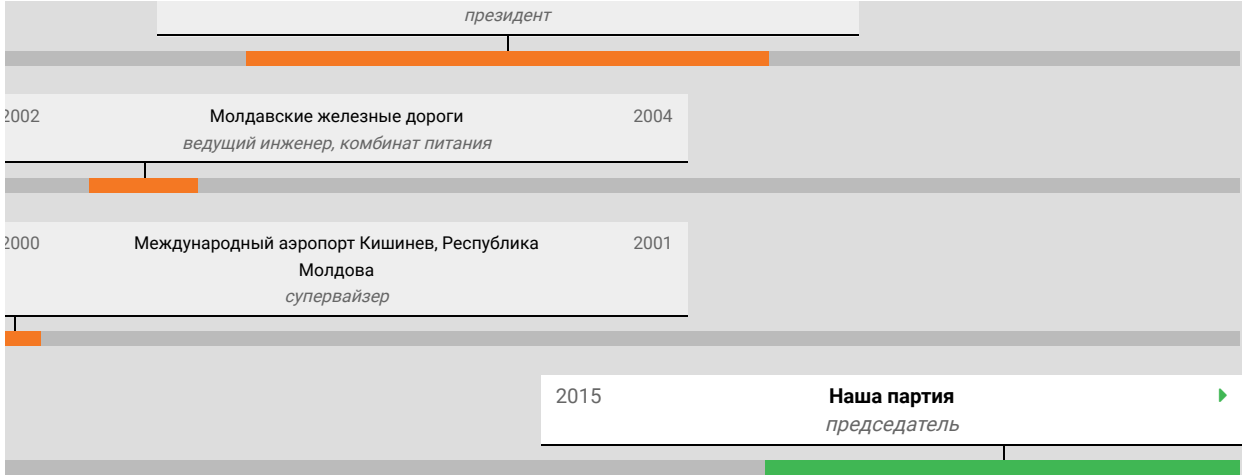 президент
2002 Молдавские железные дороги 2004
ведущий инженер, комбинат питания
2000 Международный аэропорт Кишинев, Республика 2001
Молдова
супервайзер
2015 Наша партия
председатель